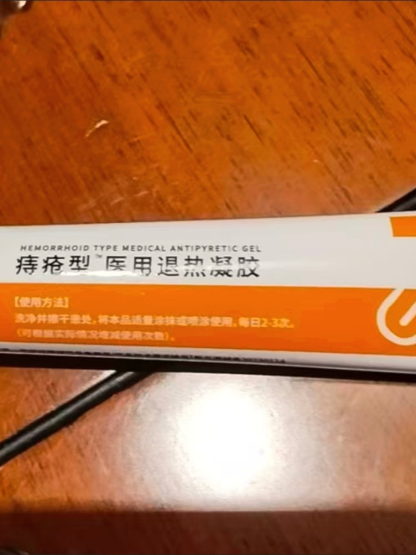 HEMORRHOID TYPE MEDICAL ANTIPYRETIC GEL
痔疮型™医用退热凝胶
【使用方法】
洗净并擦干患处，将本品适量涂抹或喷涂使用，每日2-3次。
（可根据实际情况增减使用次数）。